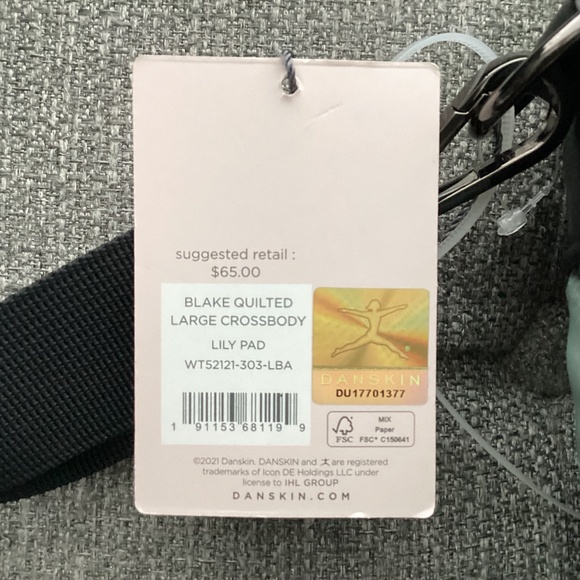 suggested retail :
$65.00
BLAKE QUILTED
LARGE CROSSBODY
LILY PAD
WT52121-303-LBA
1 91153 68119 9
DANSKIN
DU17701377
FSC
MIX
Paper
FSC® C150641
©2021 Danskin. DANSKIN and are registered
trademarks of Icon DE Holdings LLC under
license to IHL GROUP
DANSKIN.COM